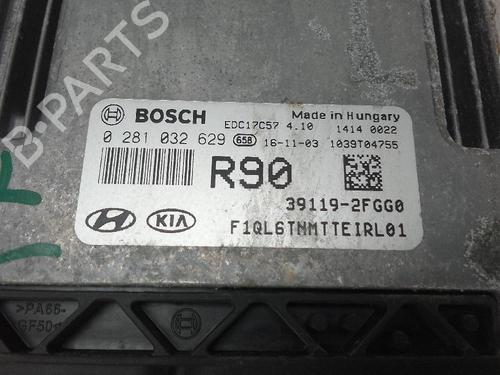 B-PARTS
BOSCH EDC17C57 4.10 Made in Hungary
1414 0022
0 281 032 629 658 16-11-03 1039T04755
R90
39119-2FGG0
KIA F1QL6TNMTTEIRL01
>PA66-
GF50<